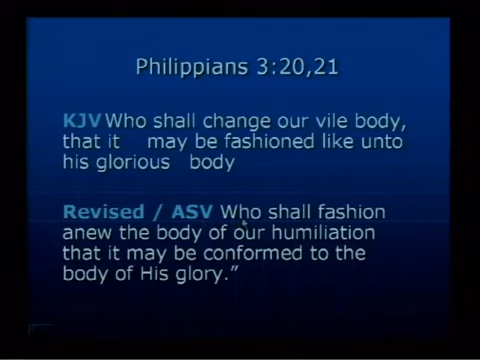 Philippians 3:20,21
KJV Who shall change our vile body,
that it may be fashioned like unto
his glorious body
Revised / ASV Who shall fashion
anew the body of our humiliation
that it may be conformed to the
body of His glory.”